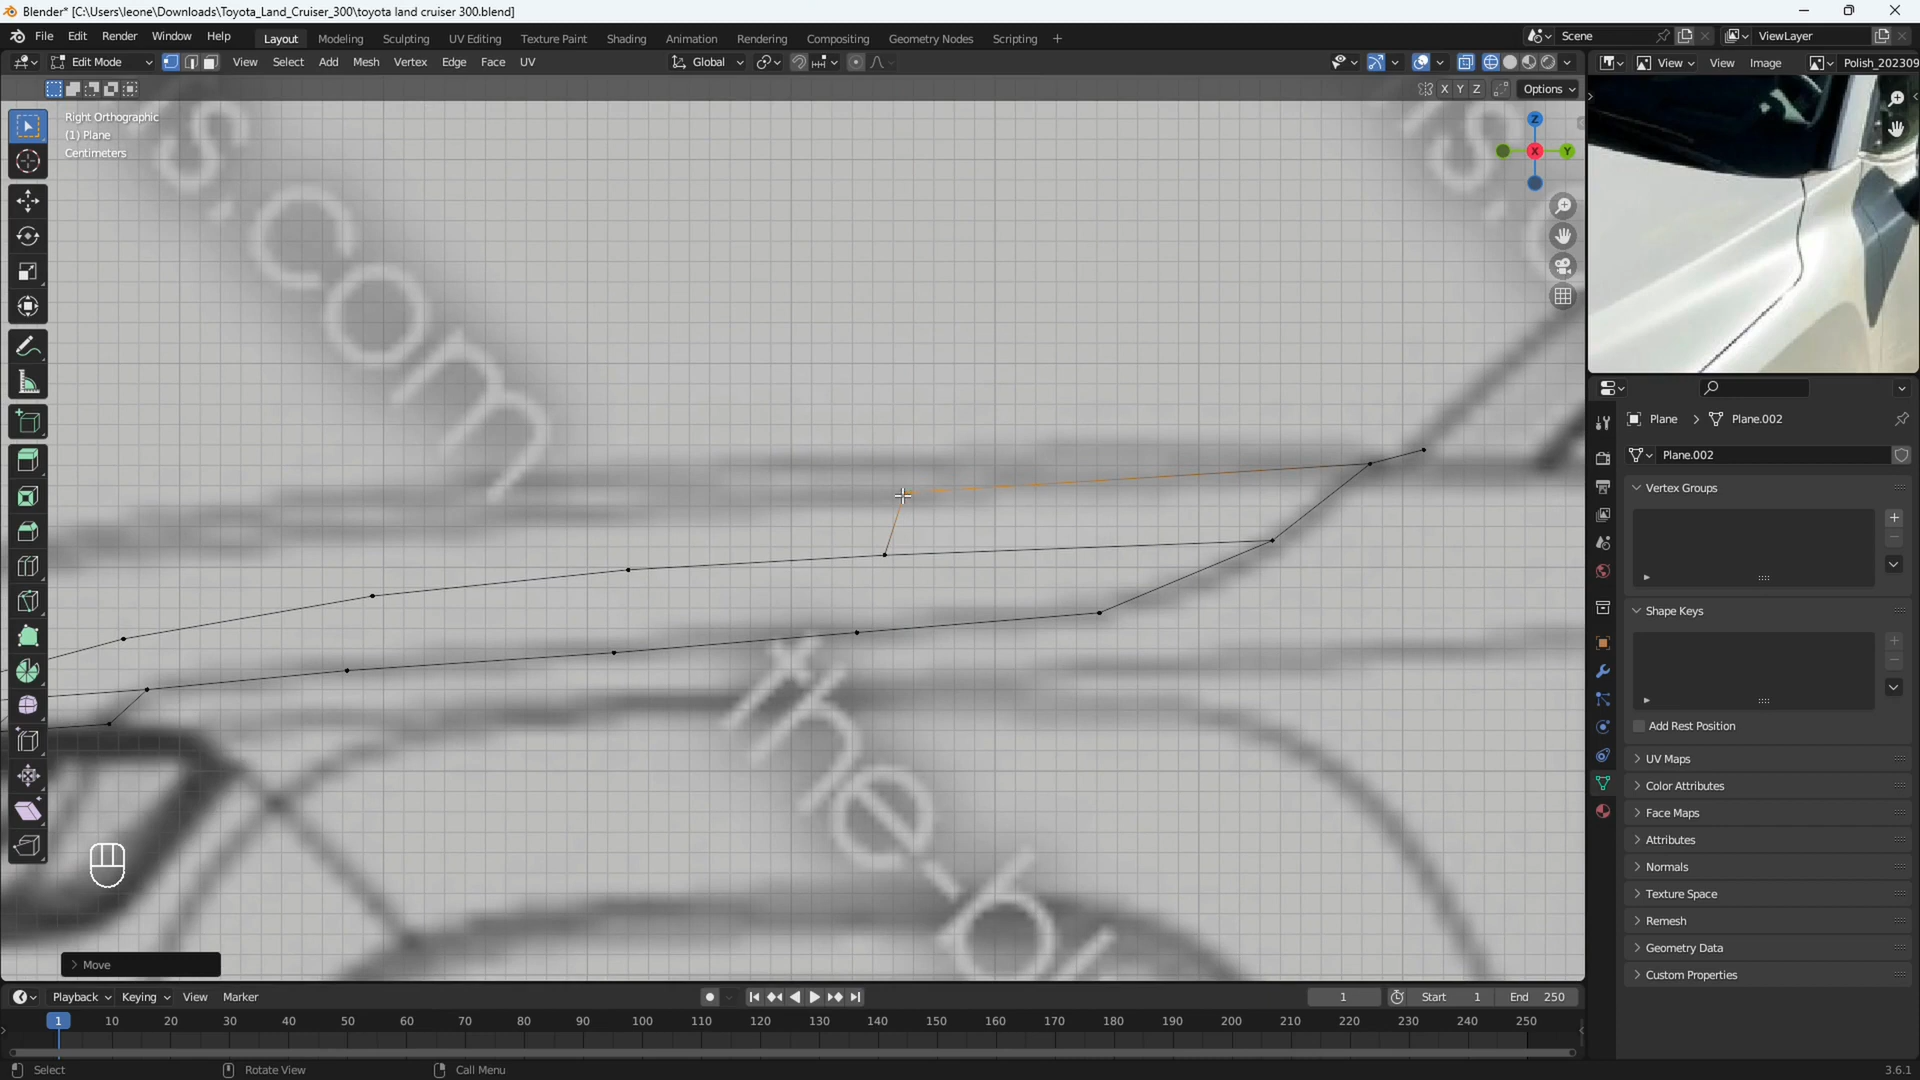 Blender* [C:\Users\leone\Downloads\Toyota_Land_Cruiser_300\toyota land cruiser 300.blend]
File Edit Render Window Help Layout Modeling Sculpting UV Editing Texture Paint Shading Animation Rendering Compositing Geometry Nodes Scripting + Scene ViewLayer
Edit Mode View Select Add Mesh Vertex Edge Face UV Global View View Image Polish_202309
X Y Z Options
Right Orthographic
(1) Plane
Centimeters
Z
X
Y
s.com
the-bl
Plane > Plane.002
Plane.002
Vertex Groups
Shape Keys
Add Rest Position
UV Maps
Color Attributes
Face Maps
Attributes
Normals
Texture Space
Remesh
Geometry Data
Custom Properties
> Move
Playback Keying View Marker 1 Start 1 End 250
1 10 20 30 40 50 60 70 80 90 100 110 120 130 140 150 160 170 180 190 200 210 220 230 240 250
Select Rotate View Call Menu 3.6.1